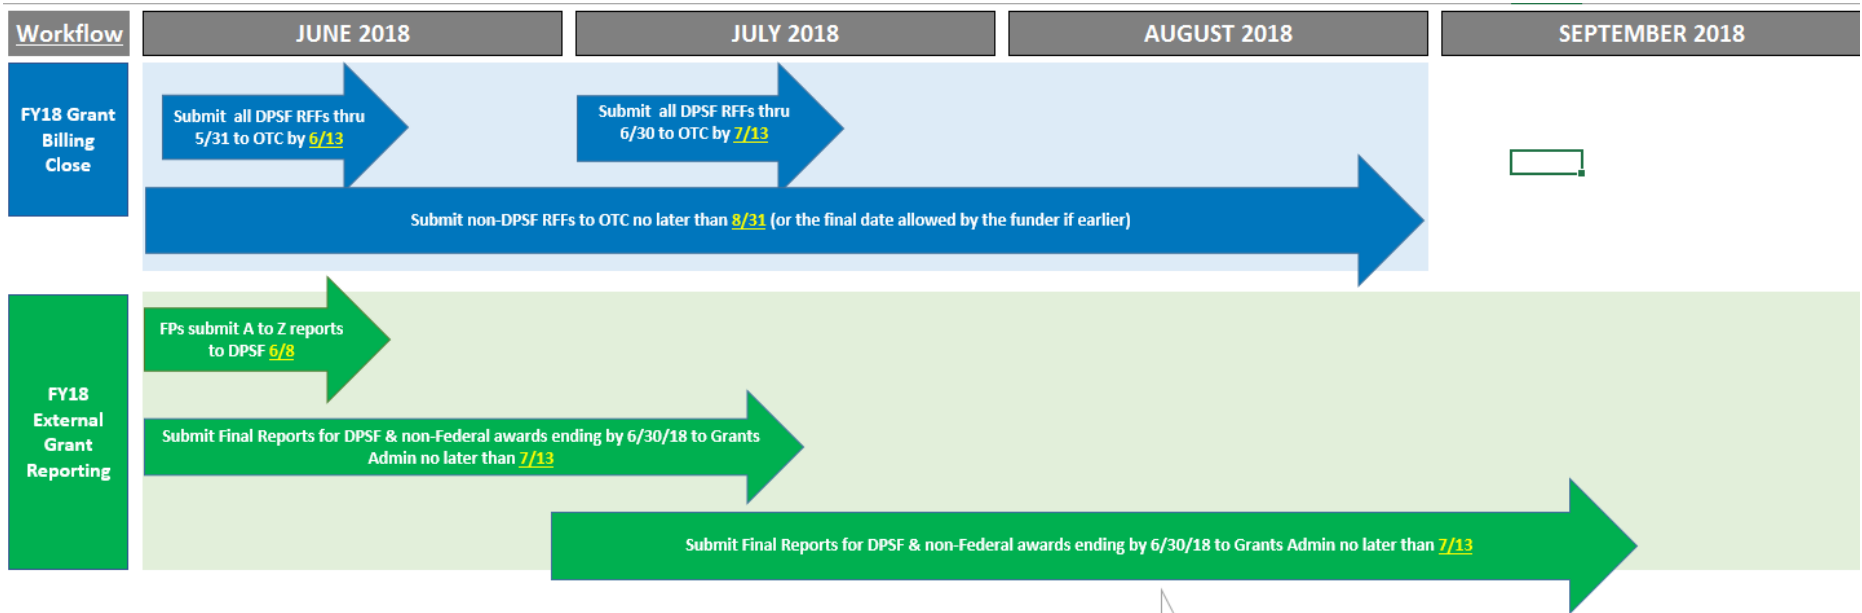 Workflow
JUNE 2018
JULY 2018
AUGUST 2018
SEPTEMBER 2018
FY18 Grant
Billing
Close
Submit all DPSF RFFs thru
5/31 to OTC by 6/13
Submit all DPSF RFFs thru
6/30 to OTC by 7/13
Submit non-DPSF RFFs to OTC no later than 8/31 (or the final date allowed by the funder if earlier)
FY18
External
Grant
Reporting
FPs submit A to Z reports
to DPSF 6/8
Submit Final Reports for DPSF & non-Federal awards ending by 6/30/18 to Grants
Admin no later than 7/13
Submit Final Reports for DPSF & non-Federal awards ending by 6/30/18 to Grants Admin no later than 7/13